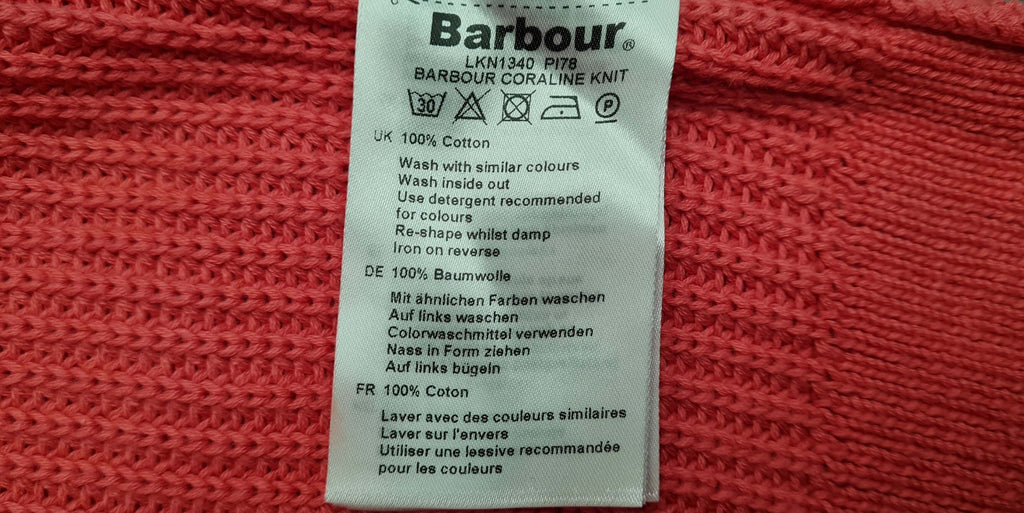 Barbour®
LKN1340 PI78
BARBOUR CORALINE KNIT
30 P
UK 100% Cotton
Wash with similar colours
Wash inside out
Use detergent recommended
for colours
Re-shape whilst damp
Iron on reverse
DE 100% Baumwolle
Mit ähnlichen Farben waschen
Auf links waschen
Colorwaschmittel verwenden
Nass in Form ziehen
Auf links bügeln
FR 100% Coton
Laver avec des couleurs similaires
Laver sur l'envers
Utiliser une lessive recommandée
pour les couleurs